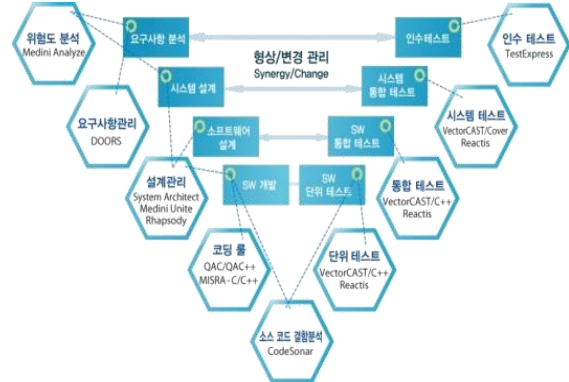 위험도 분석
Medini Analyze
요구사항 분석
인수테스트
인수 테스트
TestExpress
형상/변경 관리
Synergy/Change
시스템 설계
시스템
통합 테스트
요구사항관리
DOORS
시스템 테스트
VectorCAST/Cover
Reactis
소프트웨어
설계
SW
통합 테스트
설계관리
System Architect
Medini Unite
Rhapsody
SW 개발
SW
단위 테스트
통합 테스트
VectorCAST/C++
Reactis
코딩 룰
QAC/QAC++
MISRA - C/C++
단위 테스트
VectorCAST/C++
Reactis
소스 코드 결함분석
CodeSonar